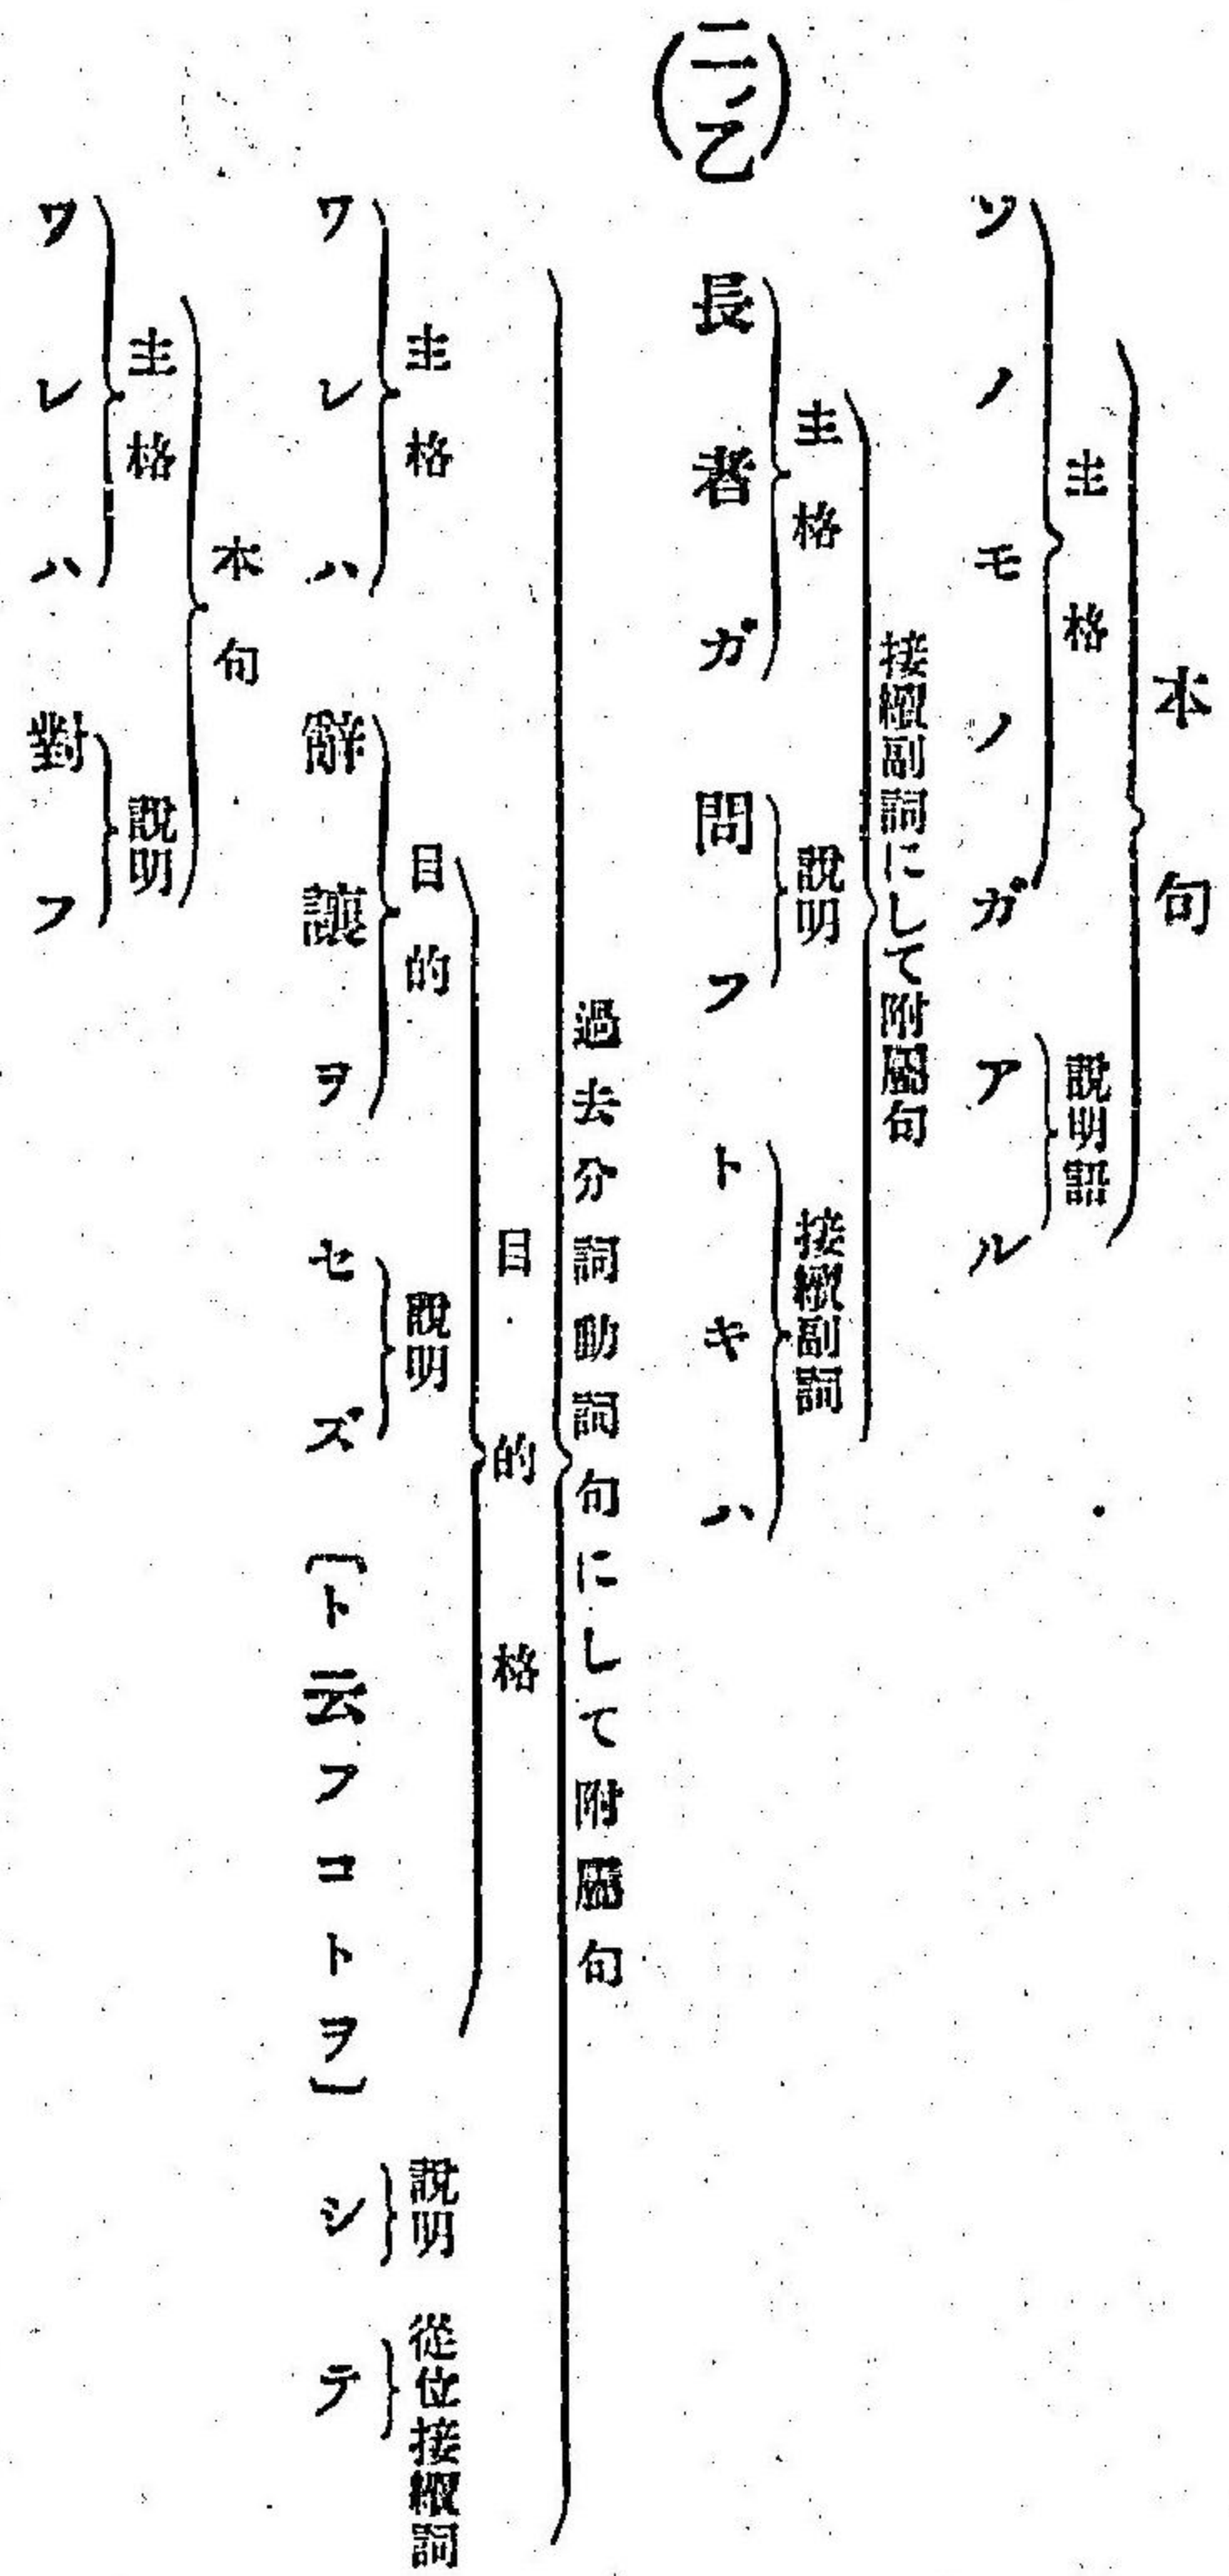 本句
主格 説明語
ソノモノガアル
(二ノ乙)
接續副詞にして附屬句
主格 説明 接續副詞
長者ガ問フトキハ
過去分詞動詞句にして附屬句
目的格
主格 目的 説明 説明 從位接續詞
ワレハ辭讓ヲセズ〔ト云フコトヲ〕シテ
本句
主格 説明
ワレハ對フ